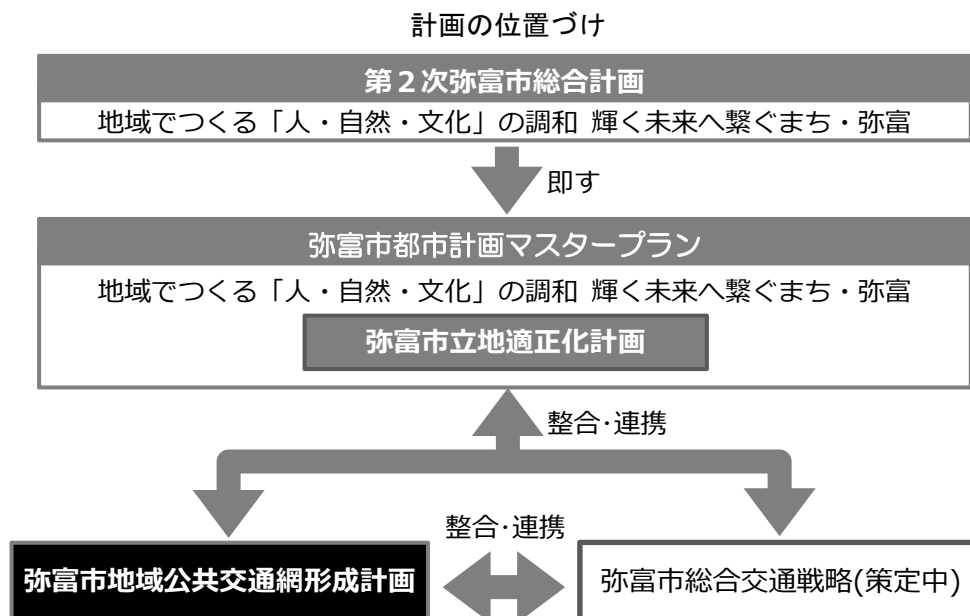 計画の位置づけ
第2次弥富市総合計画
地域でつくる「人・自然・文化」の調和 輝く未来へ繋ぐまち・弥富
即す
弥富市都市計画マスタープラン
地域でつくる「人・自然・文化」の調和 輝く未来へ繋ぐまち・弥富
弥富市立地適正化計画
整合･連携
整合･連携
弥富市地域公共交通網形成計画
弥富市総合交通戦略(策定中)